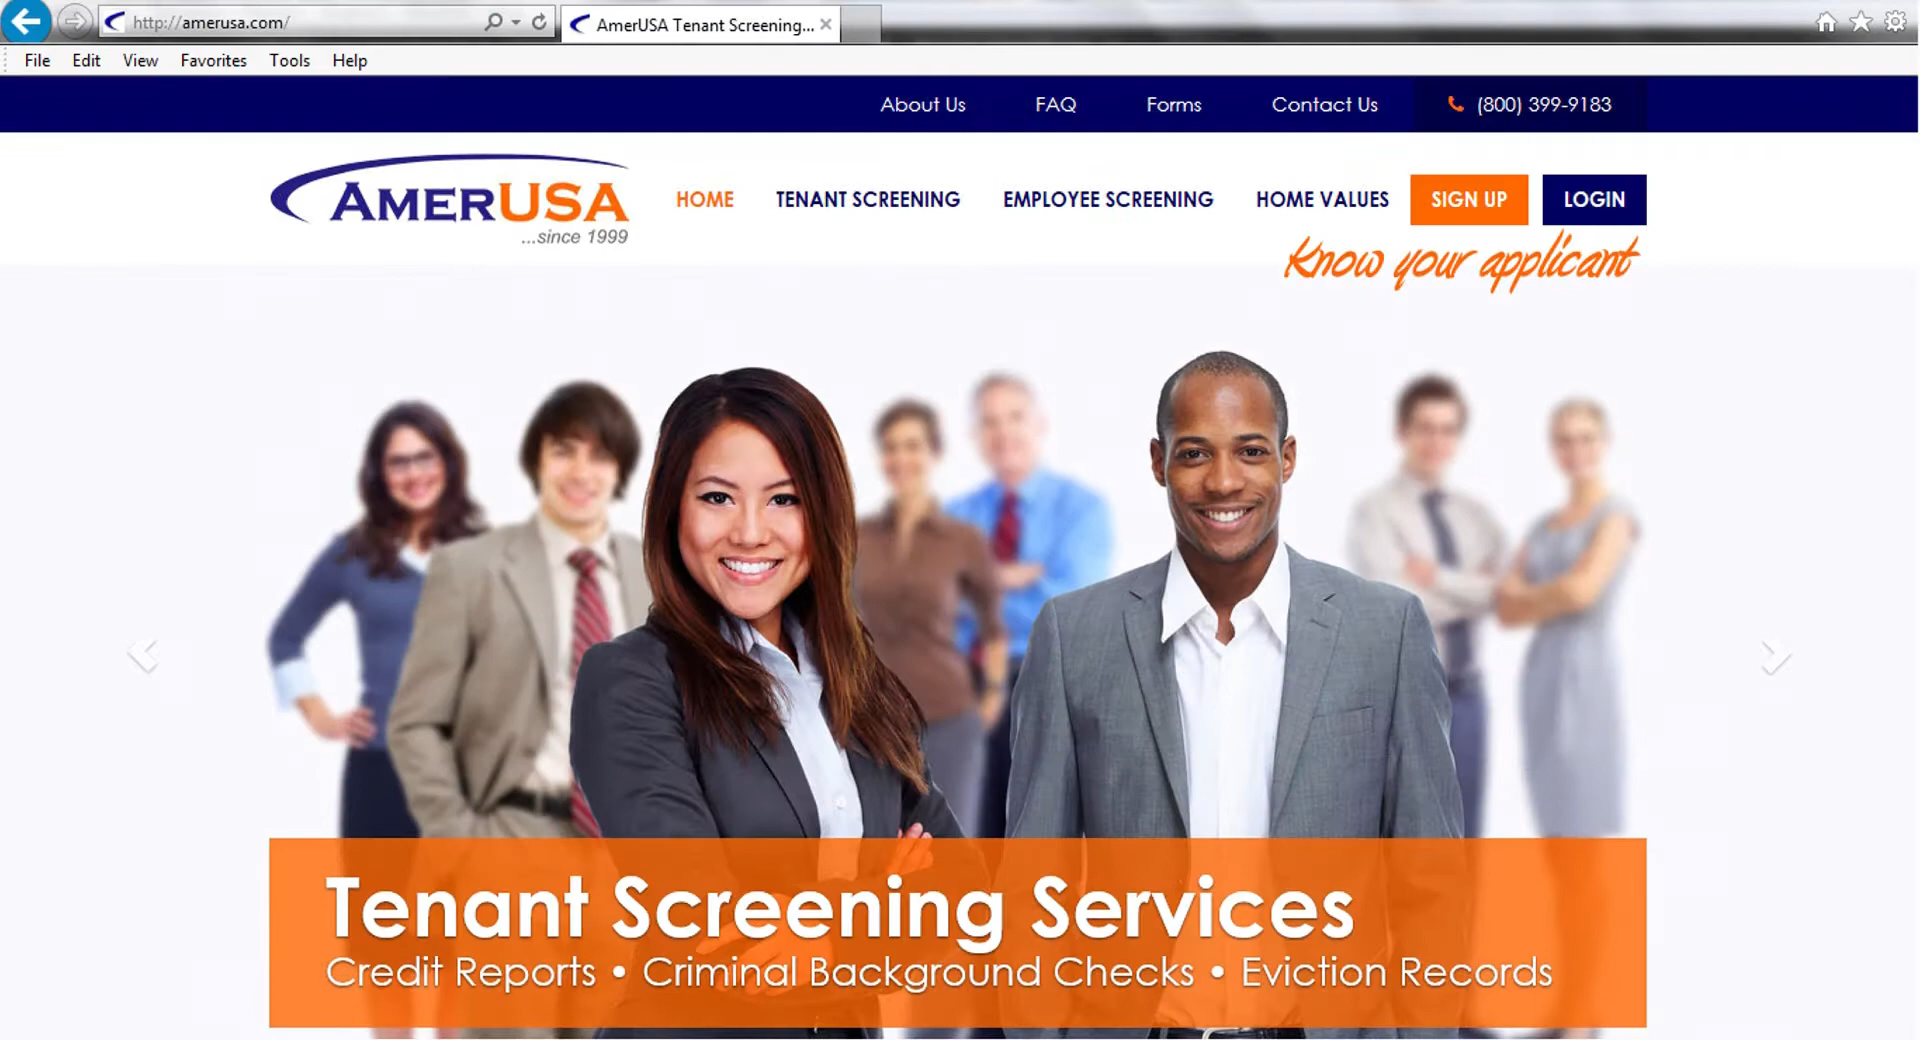 http://amerusa.com/
AmerUSA Tenant Screening...
File Edit View Favorites Tools Help
About Us FAQ Forms Contact Us (800) 399-9183
AMERUSA
...since 1999
HOME TENANT SCREENING EMPLOYEE SCREENING HOME VALUES SIGN UP LOGIN
Know your applicant
Tenant Screening Services
Credit Reports • Criminal Background Checks • Eviction Records